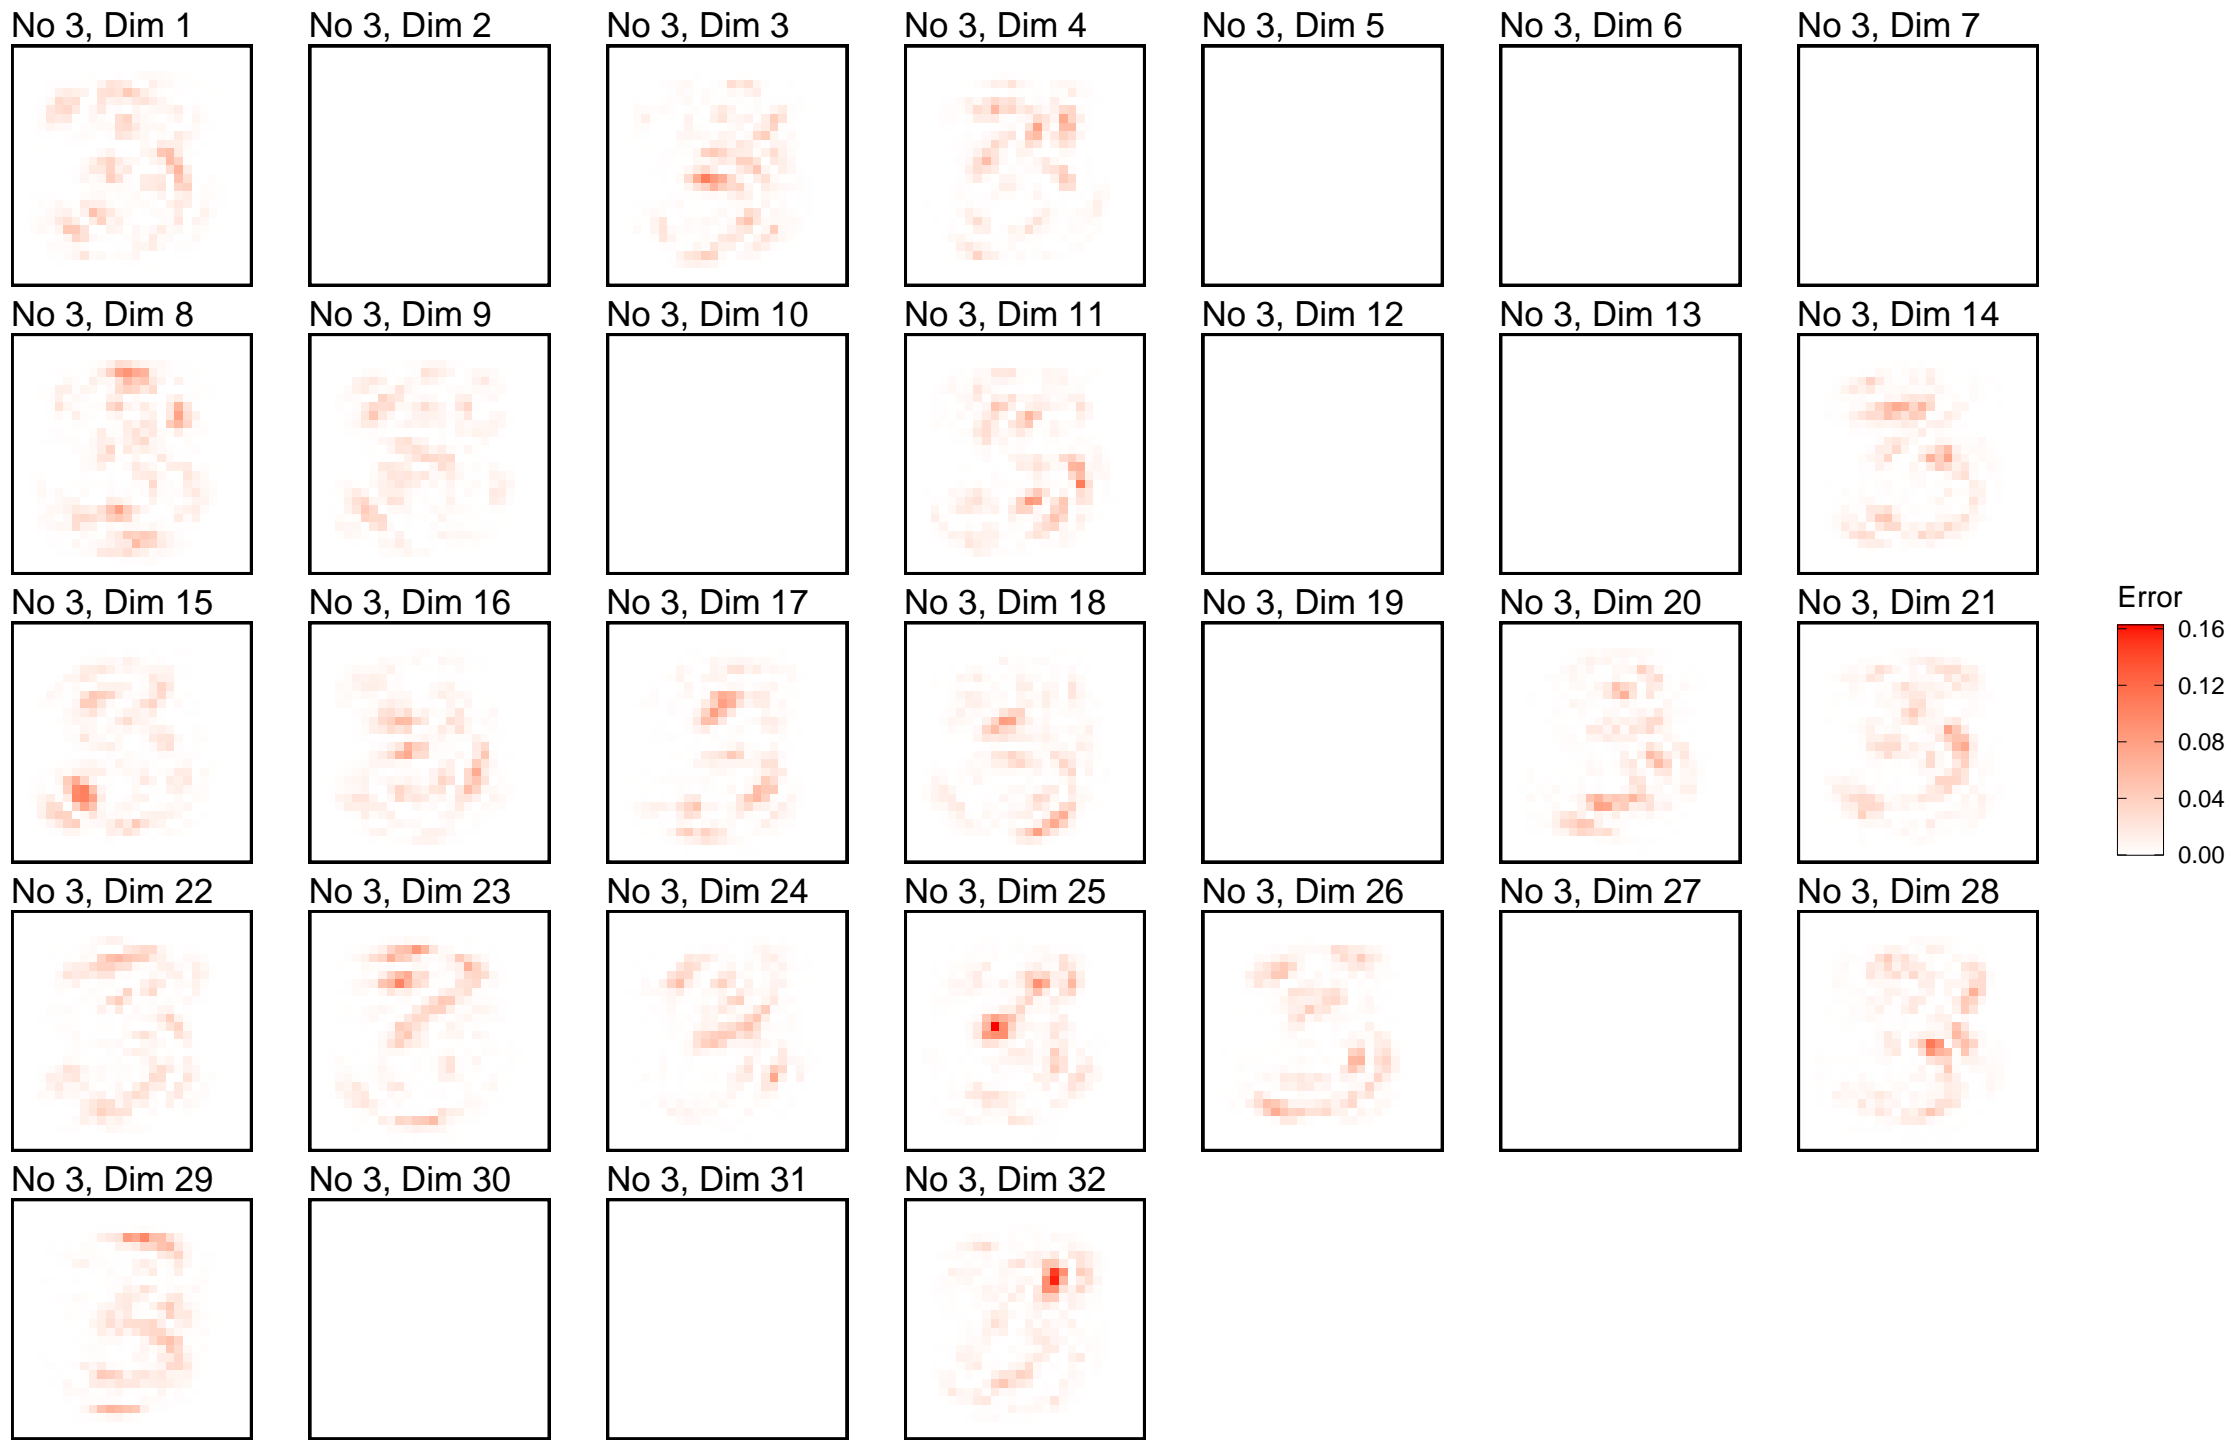 No 3, Dim 1
No 3, Dim 2
No 3, Dim 3
No 3, Dim 4
No 3, Dim 5
No 3, Dim 6
No 3, Dim 7
No 3, Dim 8
No 3, Dim 9
No 3, Dim 10
No 3, Dim 11
No 3, Dim 12
No 3, Dim 13
No 3, Dim 14
No 3, Dim 15
No 3, Dim 16
No 3, Dim 17
No 3, Dim 18
No 3, Dim 19
No 3, Dim 20
No 3, Dim 21
No 3, Dim 22
No 3, Dim 23
No 3, Dim 24
No 3, Dim 25
No 3, Dim 26
No 3, Dim 27
No 3, Dim 28
No 3, Dim 29
No 3, Dim 30
No 3, Dim 31
No 3, Dim 32
Error
0.16
0.12
0.08
0.04
0.00